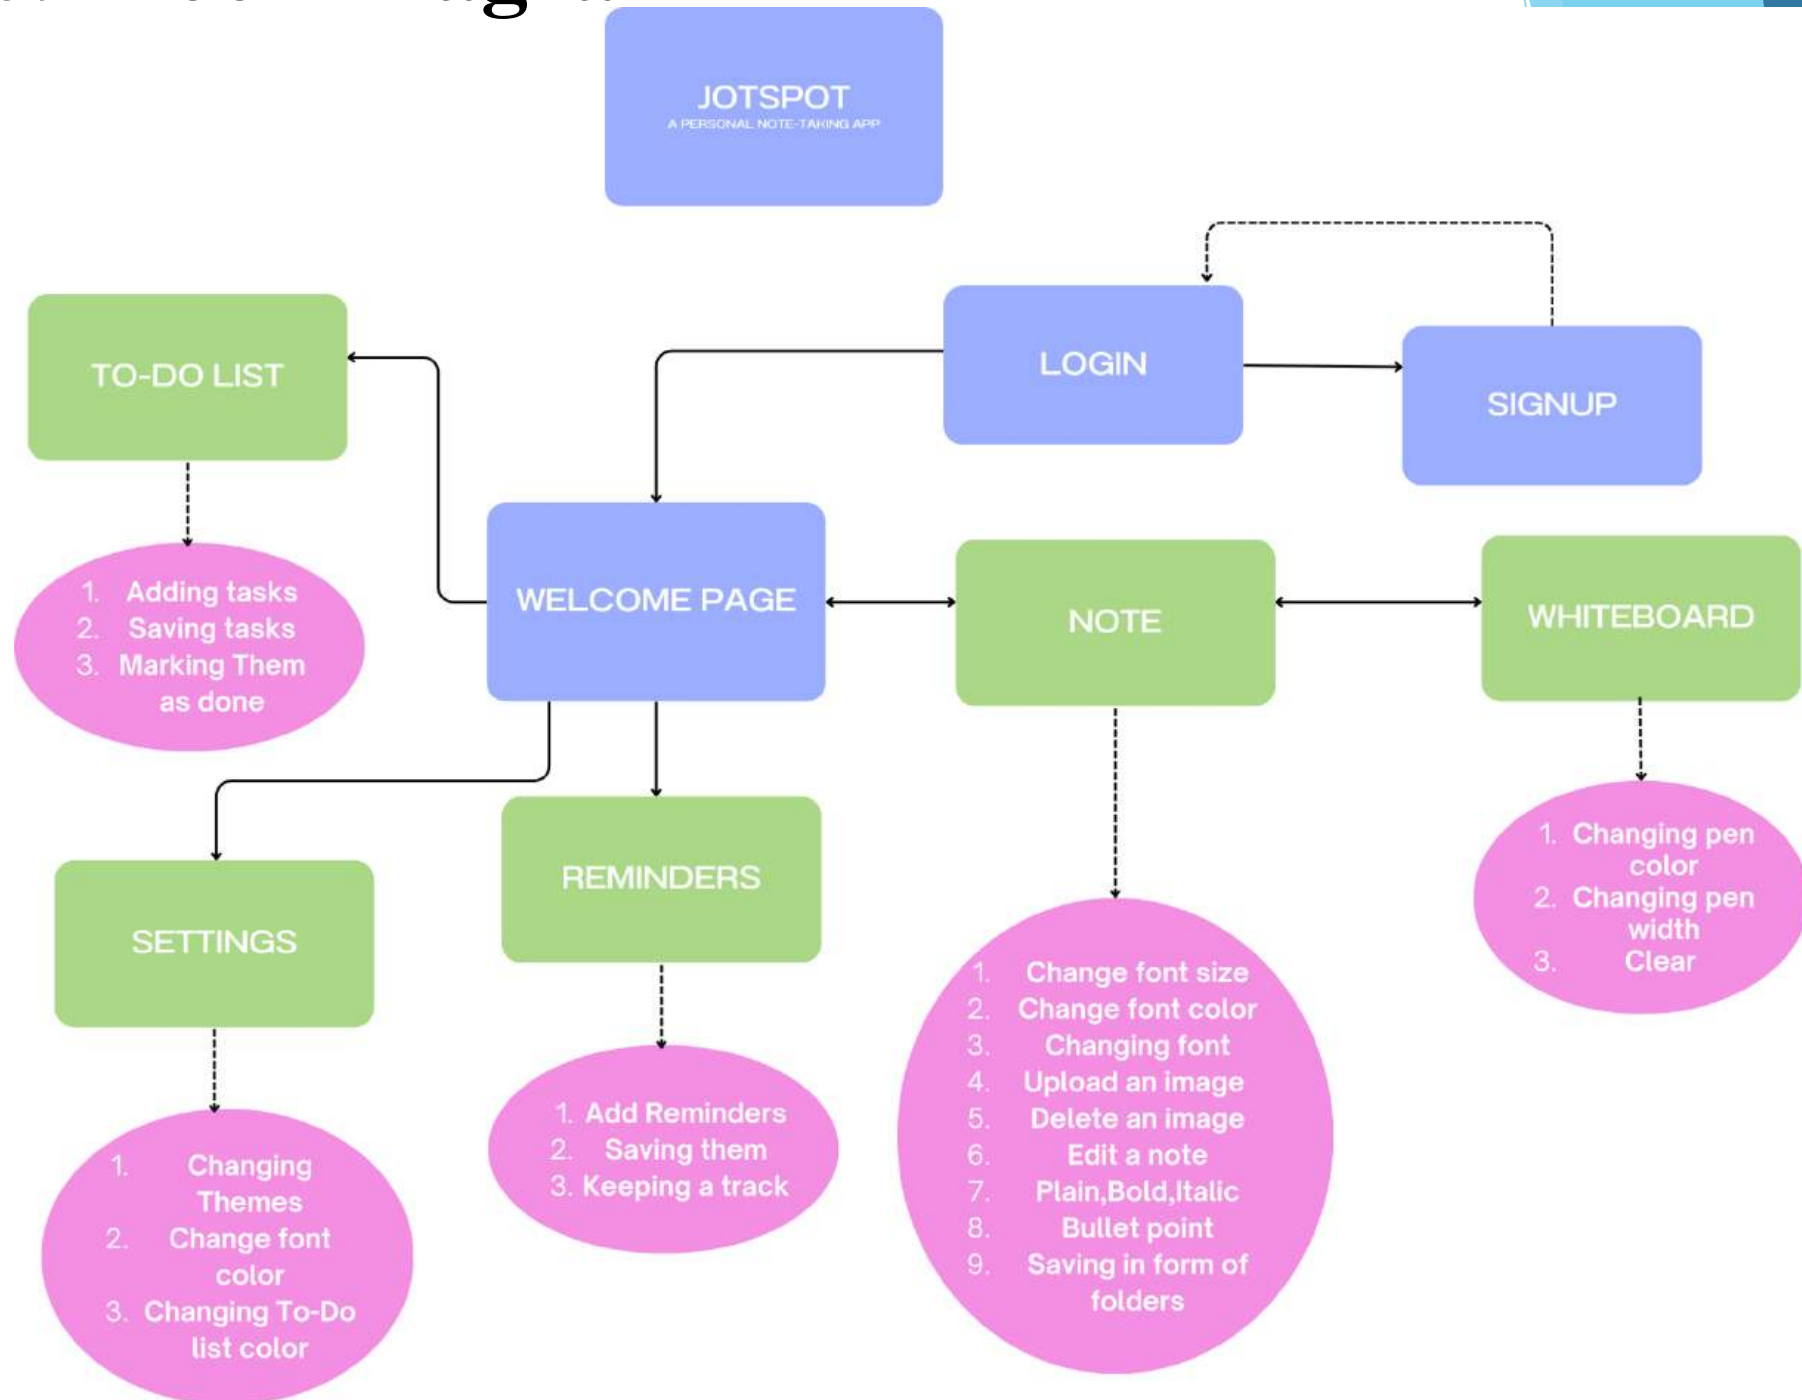 JOTSPOT
A PERSONAL NOTE-TAKING APP
LOGIN
SIGNUP
TO-DO LIST
1. Adding tasks
2. Saving tasks
3. Marking Them
as done
WELCOME PAGE
NOTE
WHITEBOARD
1. Changing pen
color
2. Changing pen
width
3. Clear
SETTINGS
REMINDERS
1. Change font size
2. Change font color
3. Changing font
4. Upload an image
5. Delete an image
6. Edit a note
7. Plain,Bold,Italic
8. Bullet point
9. Saving in form of
folders
1. Add Reminders
2. Saving them
3. Keeping a track
1. Changing
Themes
2. Change font
color
3. Changing To-Do
list color